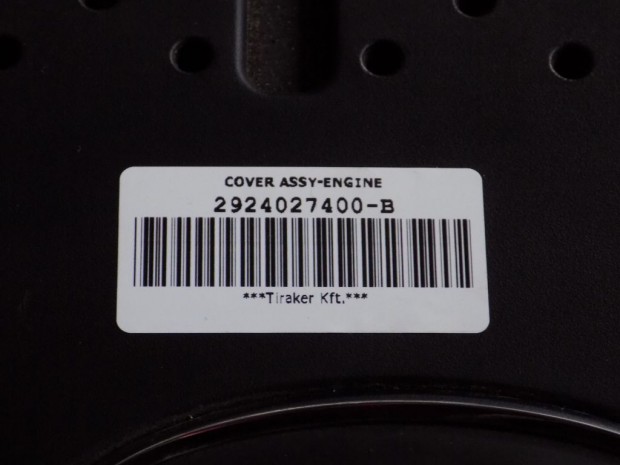 COVER ASSY-ENGINE
2924027400-B
***Tiraker Kft.***